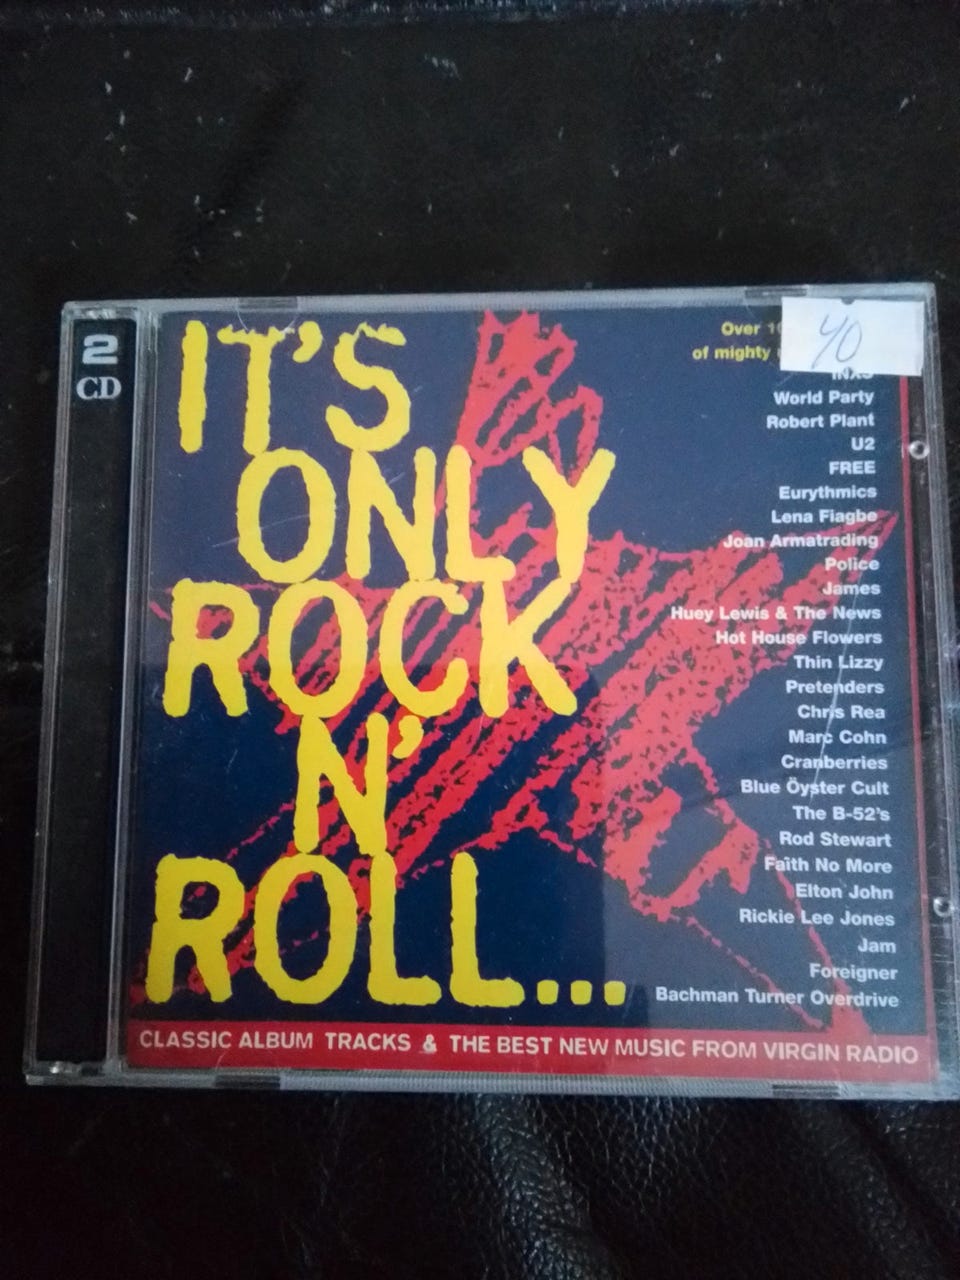 2
CD
IT'S
ONLY
ROCK
N'
ROLL...
Over
of mighty
40
INXS
World Party
Robert Plant
U2
FREE
Eurythmics
Lena Fiagbe
Joan Armatrading
Police
James
Huey Lewis & The News
Hot House Flowers
Thin Lizzy
Pretenders
Chris Rea
Marc Cohn
Cranberries
Blue Öyster Cult
The B-52's
Rod Stewart
Faith No More
Elton John
Rickie Lee Jones
Jam
Foreigner
Bachman Turner Overdrive
CLASSIC ALBUM TRACKS & THE BEST NEW MUSIC FROM VIRGIN RADIO